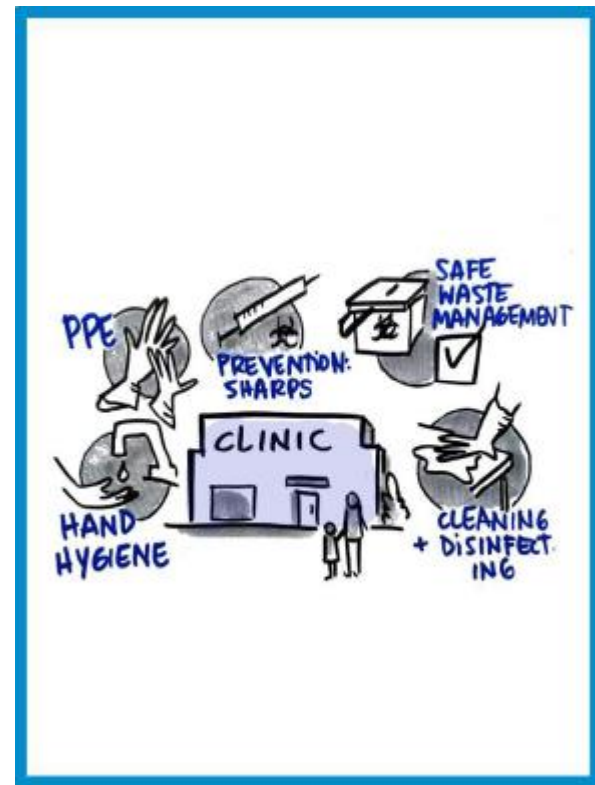 PPE
PREVENTION:
SHARPS
SAFE
WASTE
MANAGEMENT
HAND
HYGIENE
CLINIC
CLEANING
+ DISINFECT.
ING